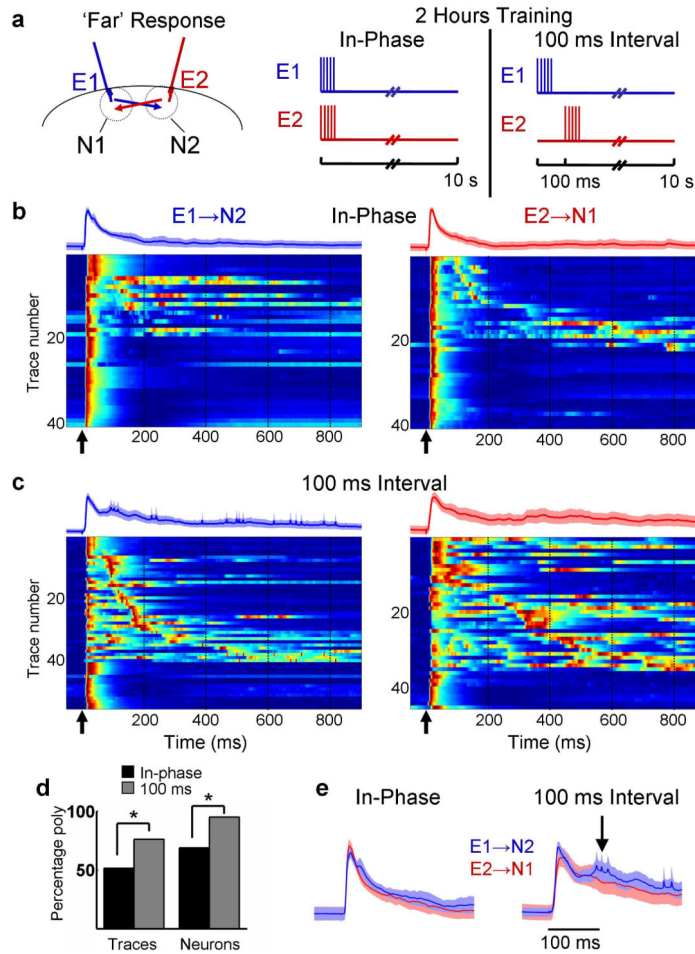 a
'Far' Response
E1
E2
N1
N2
2 Hours Training
In-Phase
E1
E2
10 s
100 ms Interval
E1
E2
100 ms
10 s
b
In-Phase
E1→N2
E2→N1
Trace number
20
40
200
400
600
800
20
40
200
400
600
800
c
100 ms Interval
Trace number
20
40
200
400
600
800
Time (ms)
20
40
200
400
600
800
Time (ms)
d
In-phase
100 ms
Percentage poly
100
50
*
*
Traces
Neurons
e
In-Phase
100 ms Interval
E1→N2
E2→N1
100 ms